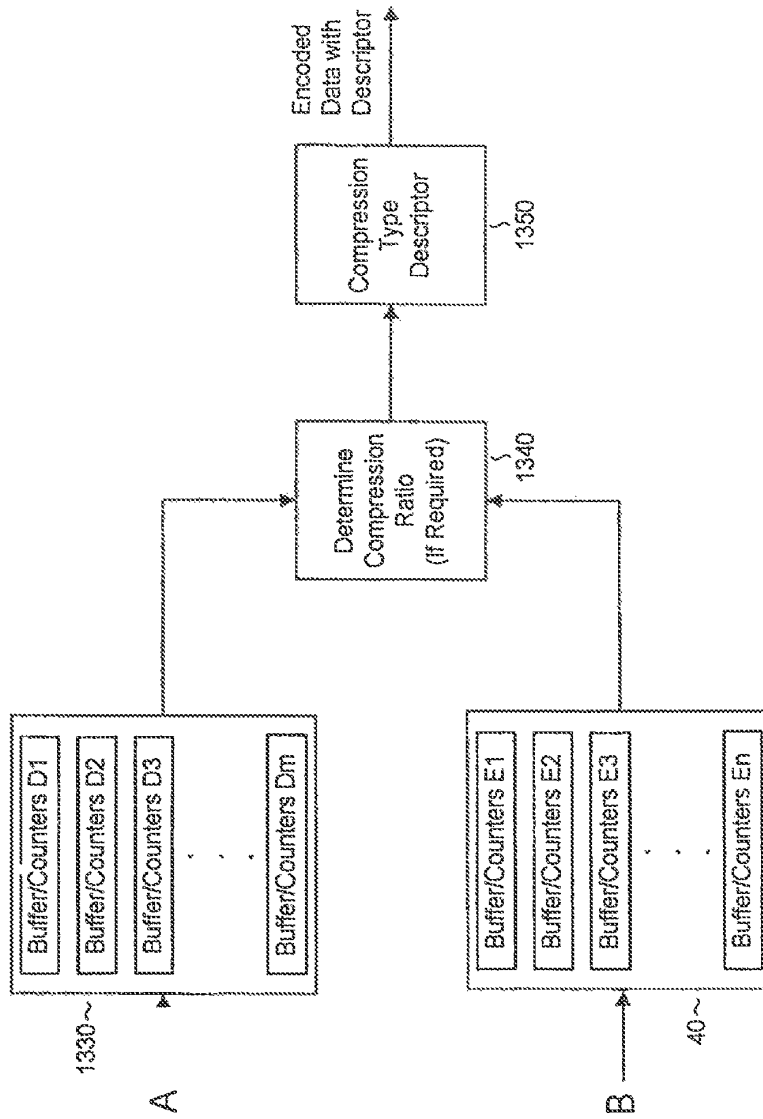 A
1330
Buffer/Counters D1
Buffer/Counters D2
Buffer/Counters D3
. . .
Buffer/Counters Dm
B
40
Buffer/Counters E1
Buffer/Counters E2
Buffer/Counters E3
. . .
Buffer/Counters En
Determine
Compression
Ratio
(If Required)
1340
Compression
Type
Descriptor
1350
Encoded
Data with
Descriptor